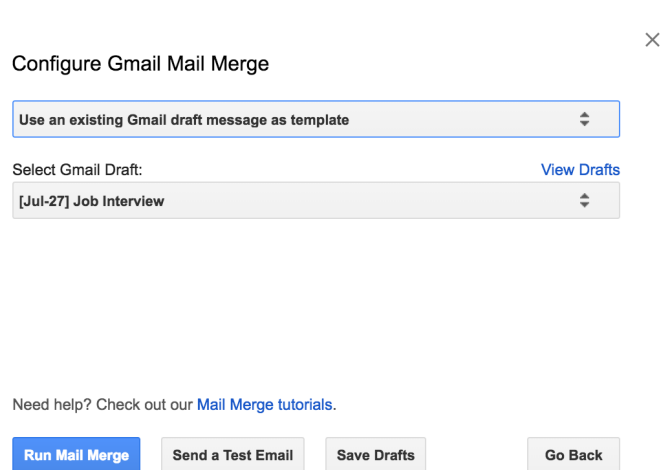 Configure Gmail Mail Merge
Use an existing Gmail draft message as template
Select Gmail Draft: View Drafts
[Jul-27] Job Interview
Need help? Check out our Mail Merge tutorials.
Run Mail Merge Send a Test Email Save Drafts Go Back